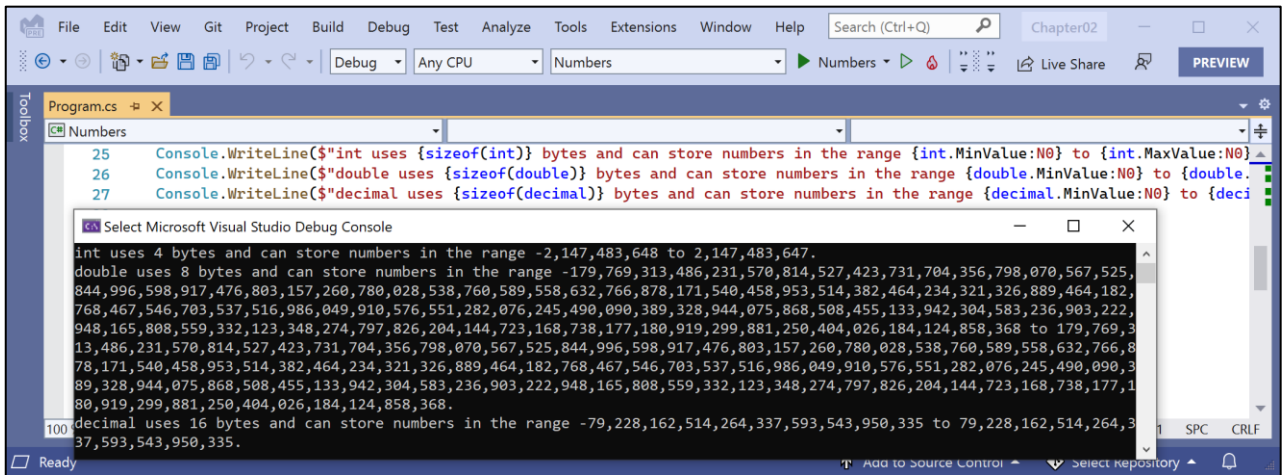 PRE File Edit View Git Project Build Debug Test Analyze Tools Extensions Window Help Search (Ctrl+Q) Chapter02
Debug Any CPU Numbers Numbers Live Share PREVIEW
Toolbox
Program.cs
C# Numbers
25 Console.WriteLine($"int uses {sizeof(int)} bytes and can store numbers in the range {int.MinValue:N0} to {int.MaxValue:N0}
26 Console.WriteLine($"double uses {sizeof(double)} bytes and can store numbers in the range {double.MinValue:N0} to {double.
27 Console.WriteLine($"decimal uses {sizeof(decimal)} bytes and can store numbers in the range {decimal.MinValue:N0} to {deci
Select Microsoft Visual Studio Debug Console
int uses 4 bytes and can store numbers in the range -2,147,483,648 to 2,147,483,647.
double uses 8 bytes and can store numbers in the range -179,769,313,486,231,570,814,527,423,731,704,356,798,070,567,525,
844,996,598,917,476,803,157,260,780,028,538,760,589,558,632,766,878,171,540,458,953,514,382,464,234,321,326,889,464,182,
768,467,546,703,537,516,986,049,910,576,551,282,076,245,490,090,389,328,944,075,868,508,455,133,942,304,583,236,903,222,
948,165,808,559,332,123,348,274,797,826,204,144,723,168,738,177,180,919,299,881,250,404,026,184,124,858,368 to 179,769,3
13,486,231,570,814,527,423,731,704,356,798,070,567,525,844,996,598,917,476,803,157,260,780,028,538,760,589,558,632,766,8
78,171,540,458,953,514,382,464,234,321,326,889,464,182,768,467,546,703,537,516,986,049,910,576,551,282,076,245,490,090,3
89,328,944,075,868,508,455,133,942,304,583,236,903,222,948,165,808,559,332,123,348,274,797,826,204,144,723,168,738,177,1
80,919,299,881,250,404,026,184,124,858,368.
decimal uses 16 bytes and can store numbers in the range -79,228,162,514,264,337,593,543,950,335 to 79,228,162,514,264,3
37,593,543,950,335.
100 SPC CRLF
Ready Add to Source Control Select Repository